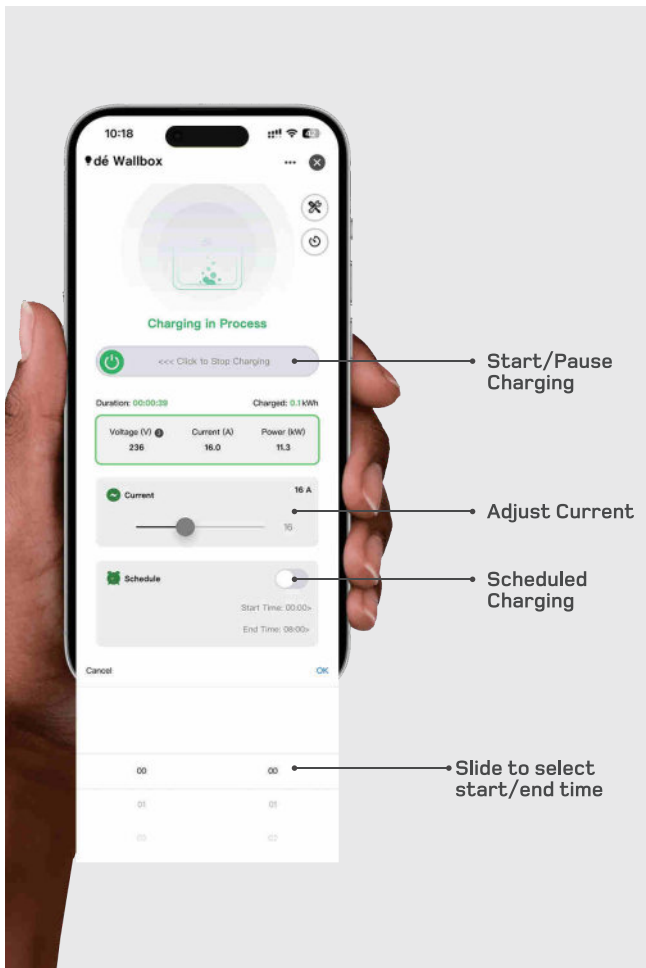 10:18
42
dé Wallbox
Charging in Process
<<< Click to Stop Charging
Start/Pause
Charging
Duration: 00:00:39
Charged: 0.1 kWh
Voltage (V)
Current (A)
Power (kW)
236
16.0
11.3
Current
16 A
16
Adjust Current
Schedule
Scheduled
Charging
Start Time: 00:00>
End Time: 08:00>
Cancel
OK
00
00
Slide to select
start/end time
01
01
02
02